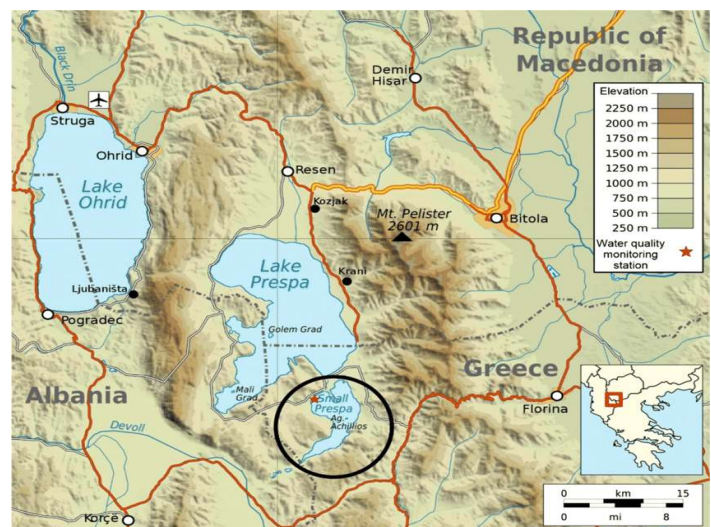 Republic of
Macedonia
Black Drin
Demir
Hisar
Elevation
2250 m
2000 m
1750 m
1500 m
1250 m
1000 m
750 m
500 m
250 m
Water quality
monitoring
station
Struga
Ohrid
Resen
Lake
Ohrid
Kozjak
Mt. Pelister
2601 m
Bitola
Lake
Prespa
Krani
Ljubaništa
Golem Grad
Pogradec
Greece
Albania
Mali
Grad
Small
Prespa
Ag.
Achillios
Florina
Devoll
Korçë
0 km 15
0 mi 8